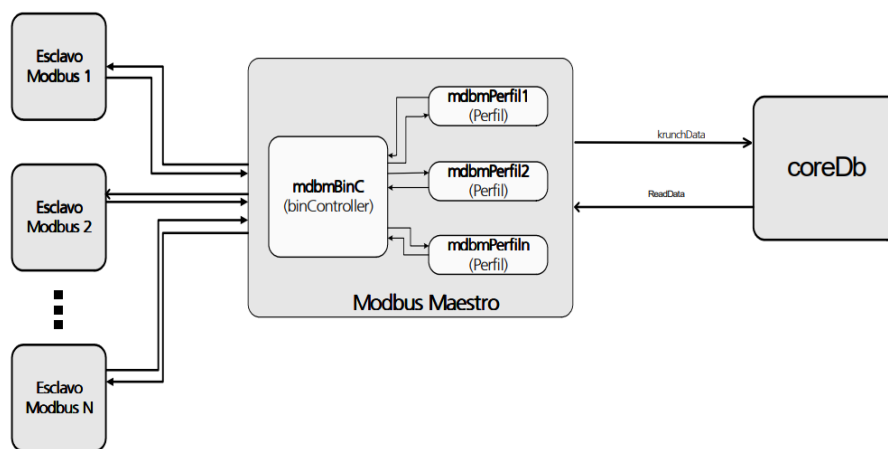 Esclavo
Modbus 1
Esclavo
Modbus 2
Esclavo
Modbus N
mdbmBinC
(binController)
mdbmPerfil1
(Perfil)
mdbmPerfil2
(Perfil)
mdbmPerfiln
(Perfil)
Modbus Maestro
krunchData
ReadData
coreDb